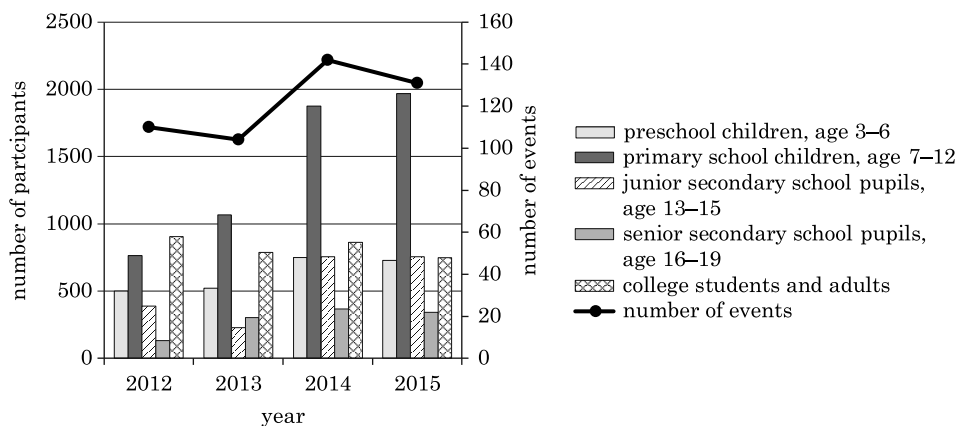 2500
2000
1500
1000
500
0
number of partcipants
160
140
120
100
80
60
40
20
0
number of events
2012 2013 2014 2015
year
preschool children, age 3–6
primary school children, age 7–12
junior secondary school pupils,
age 13–15
senior secondary school pupils,
age 16–19
college students and adults
number of events